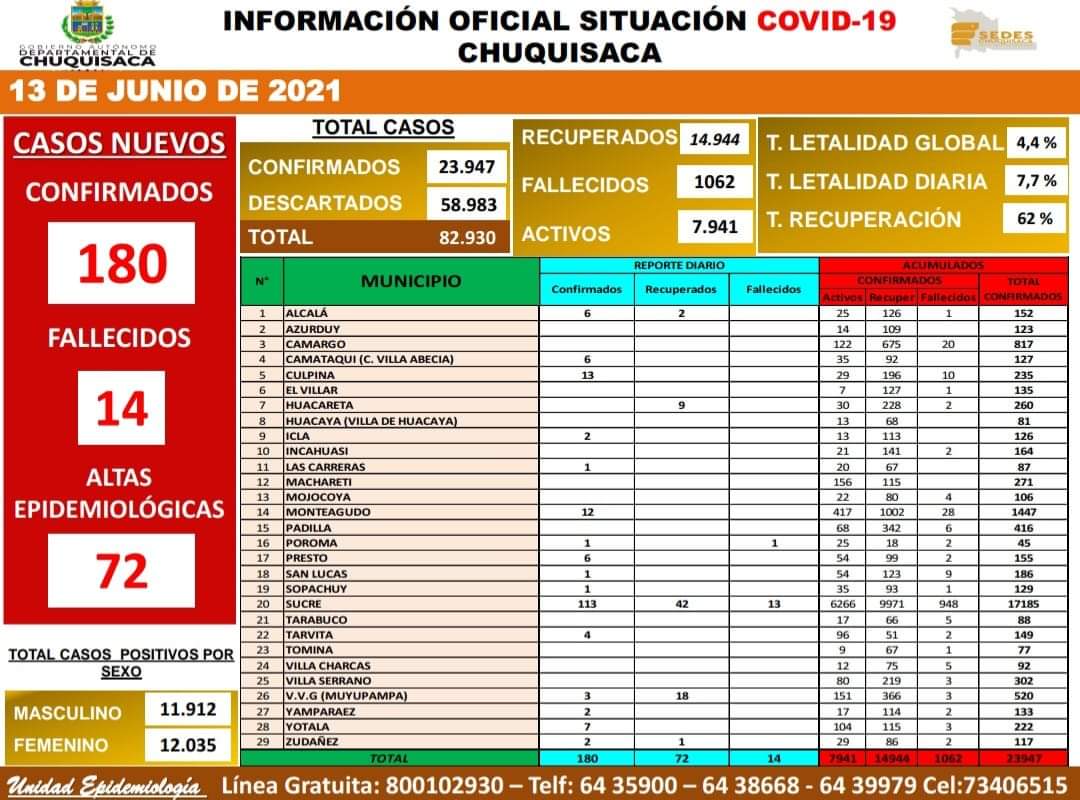 GOBIERNO AUTÓNOMO
DEPARTAMENTAL DE
CHUQUISACA
INFORMACIÓN OFICIAL SITUACIÓN COVID-19
CHUQUISACA
SEDES
CHUQUISACA
13 DE JUNIO DE 2021
CASOS NUEVOS
CONFIRMADOS
180
FALLECIDOS
14
ALTAS
EPIDEMIOLÓGICAS
72
TOTAL CASOS POSITIVOS POR
SEXO
MASCULINO 11.912
FEMENINO 12.035
TOTAL CASOS
CONFIRMADOS 23.947
DESCARTADOS 58.983
TOTAL 82.930
RECUPERADOS 14.944
FALLECIDOS 1062
ACTIVOS 7.941
T. LETALIDAD GLOBAL 4,4 %
T. LETALIDAD DIARIA 7,7 %
T. RECUPERACIÓN 62 %
N° MUNICIPIO REPORTE DIARIO ACUMULADOS
Confirmados Recuperados Fallecidos CONFIRMADOS TOTAL CONFIRMADOS
Activos Recuper Fallecidos
1 ALCALÁ 6 2 25 126 1 152
2 AZURDUY 14 109 123
3 CAMARGO 122 675 20 817
4 CAMATAQUI (C. VILLA ABECIA) 6 35 92 127
5 CULPINA 13 29 196 10 235
6 EL VILLAR 7 127 1 135
7 HUACARETA 9 30 228 2 260
8 HUACAYA (VILLA DE HUACAYA) 13 68 81
9 ICLA 2 13 113 126
10 INCAHUASI 21 141 2 164
11 LAS CARRERAS 1 20 67 87
12 MACHARETI 156 115 271
13 MOJOCOYA 22 80 4 106
14 MONTEAGUDO 12 417 1002 28 1447
15 PADILLA 68 342 6 416
16 POROMA 1 1 25 18 2 45
17 PRESTO 6 54 99 2 155
18 SAN LUCAS 1 54 123 9 186
19 SOPACHUY 1 35 93 1 129
20 SUCRE 113 42 13 6266 9971 948 17185
21 TARABUCO 17 66 5 88
22 TARVITA 4 96 51 2 149
23 TOMINA 9 67 1 77
24 VILLA CHARCAS 12 75 5 92
25 VILLA SERRANO 80 219 3 302
26 V.V.G (MUYUPAMPA) 3 18 151 366 3 520
27 YAMPARAEZ 2 17 114 2 133
28 YOTALA 7 104 115 3 222
29 ZUDAÑEZ 2 1 29 86 2 117
TOTAL 180 72 14 7941 14944 1062 23947
Unidad Epidemiología Línea Gratuita: 800102930 – Telf: 64 35900 – 64 38668 - 64 39979 Cel:73406515